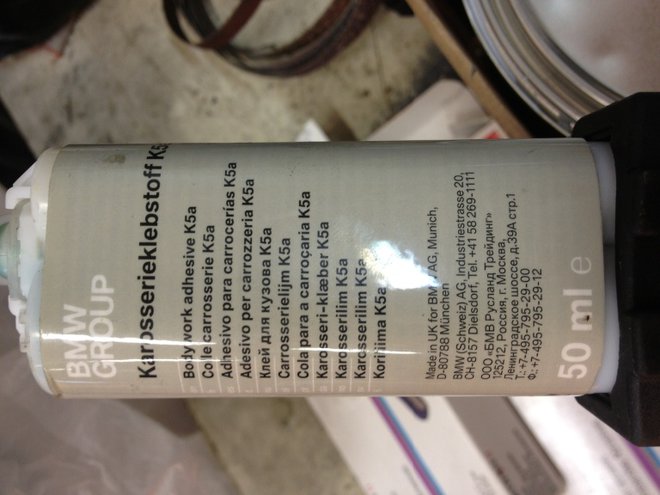 BMW
GROUP
Karosserieklebstoff K5a
Bodywork adhesive K5a
Colle carrosserie K5a
Adhesivo para carrocerías K5a
Adesivo per carrozzeria K5a
Клей для кузова K5a
Carrosserielijm K5a
Cola para a carroçaria K5a
Karosseri-klæber K5a
Karosserilim K5a
Karosserilim K5a
Koriliima K5a
Made in UK for BMW AG, Munich,
D-80788 München
BMW (Schweiz) AG, Industriestrasse 20,
CH-8157 Dielsdorf, Tel. +41 58 269-1111
ООО «БМВ Русланд Трейдинг»
125212, Россия, г. Москва,
Ленинградское шоссе, д.39А стр.1
Т.:+7-495-795-29-00
Ф.:+7-495-795-29-12
50 ml e